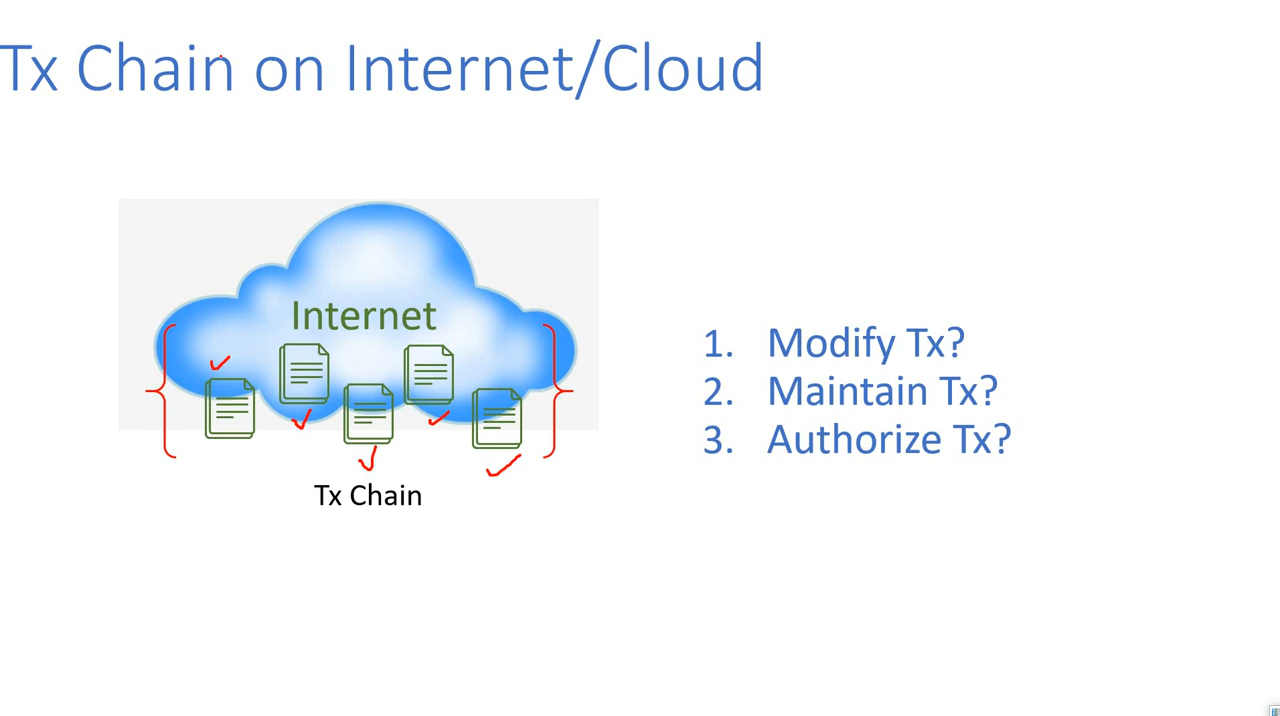 Tx Chain on Internet/Cloud
Internet
Tx Chain
1. Modify Tx?
2. Maintain Tx?
3. Authorize Tx?